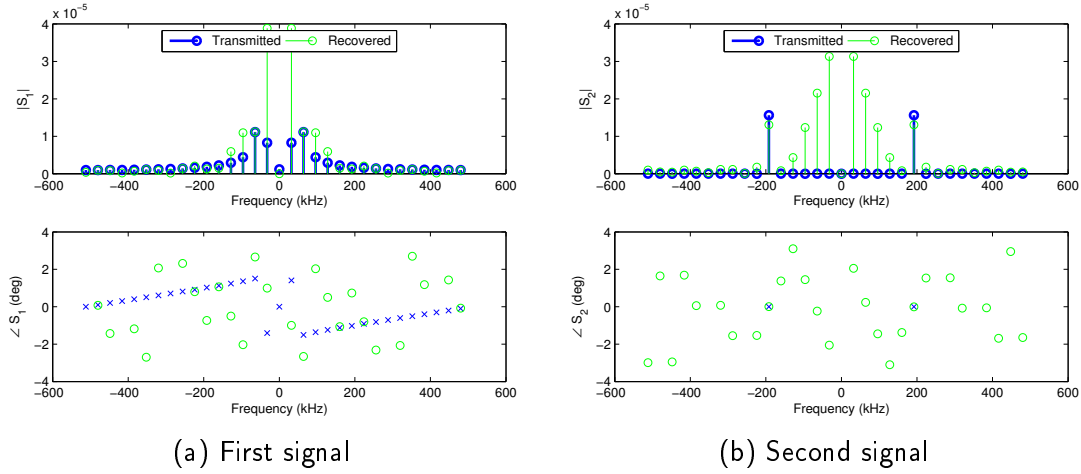 x 10⁻⁵
4
3
2
1
0
|S₁|
Transmitted
Recovered
−600 −400 −200 0 200 400 600
Frequency (kHz)
4
2
0
−2
−4
∠ S₁ (deg)
−600 −400 −200 0 200 400 600
Frequency (kHz)
(a) First signal
x 10⁻⁵
4
3
2
1
0
|S₂|
Transmitted
Recovered
−600 −400 −200 0 200 400 600
Frequency (kHz)
4
2
0
−2
−4
∠ S₂ (deg)
−600 −400 −200 0 200 400 600
Frequency (kHz)
(b) Second signal